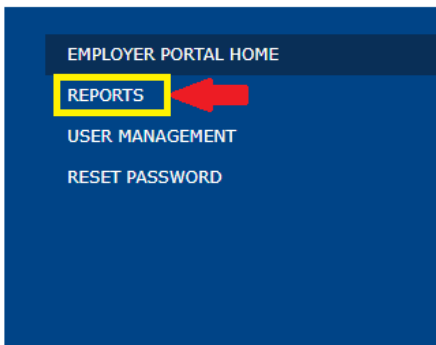 EMPLOYER PORTAL HOME
REPORTS
USER MANAGEMENT
RESET PASSWORD